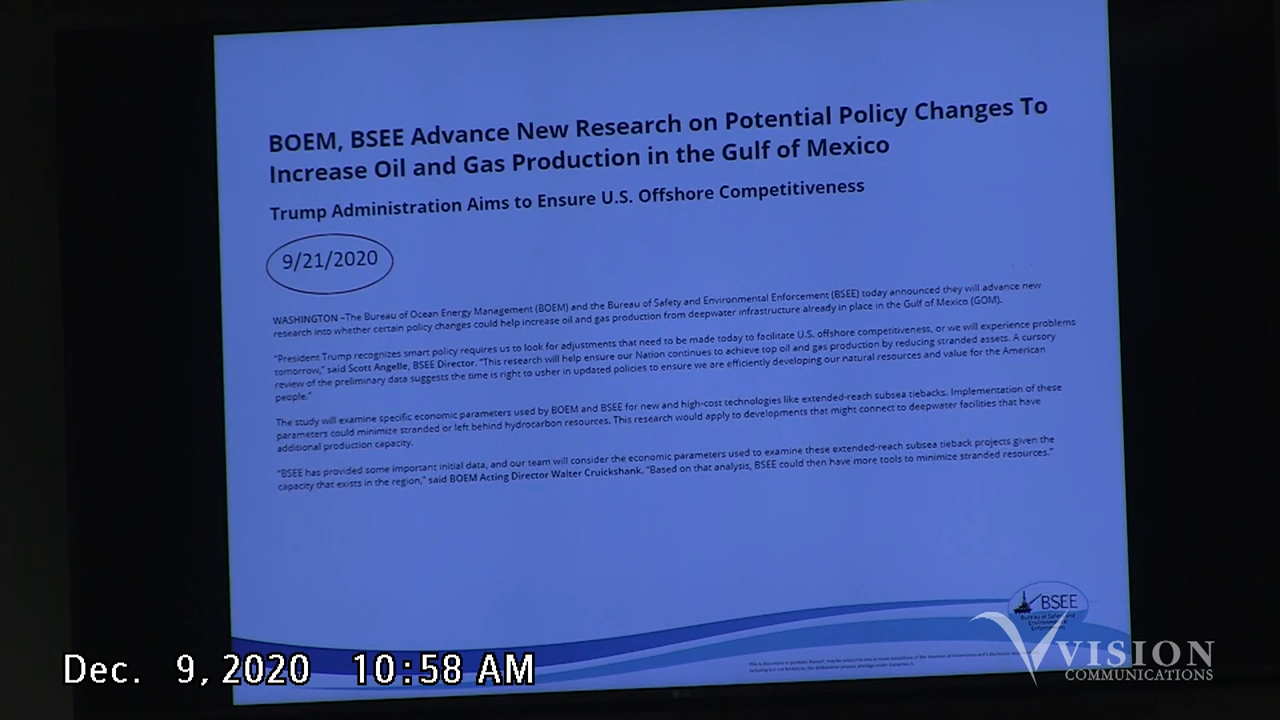 BOEM, BSEE Advance New Research on Potential Policy Changes To
Increase Oil and Gas Production in the Gulf of Mexico
Trump Administration Aims to Ensure U.S. Offshore Competitiveness
9/21/2020
WASHINGTON –The Bureau of Ocean Energy Management (BOEM) and the Bureau of Safety and Environmental Enforcement (BSEE) today announced they will advance new
research into whether certain policy changes could help increase oil and gas production from deepwater infrastructure already in place in the Gulf of Mexico (GOM).
"President Trump recognizes smart policy requires us to look for adjustments that need to be made today to facilitate U.S. offshore competitiveness, or we will experience problems
tomorrow," said Scott Angelle, BSEE Director. "This research will help ensure our Nation continues to achieve top oil and gas production by reducing stranded assets. A cursory
review of the preliminary data suggests the time is right to usher in updated policies to ensure we are efficiently developing our natural resources and value for the American
people."
The study will examine specific economic parameters used by BOEM and BSEE for new and high-cost technologies like extended-reach subsea tiebacks. Implementation of these
parameters could minimize stranded or left behind hydrocarbon resources. This research would apply to developments that might connect to deepwater facilities that have
additional production capacity.
"BSEE has provided some important initial data, and our team will consider the economic parameters used to examine these extended-reach subsea tieback projects given the
capacity that exists in the region," said BOEM Acting Director Walter Cruickshank. "Based on that analysis, BSEE could then have more tools to minimize stranded resources."
BSEE
Bureau of Safety and
Environmental
Enforcement
VISION
COMMUNICATIONS
Dec. 9, 2020 10:58 AM